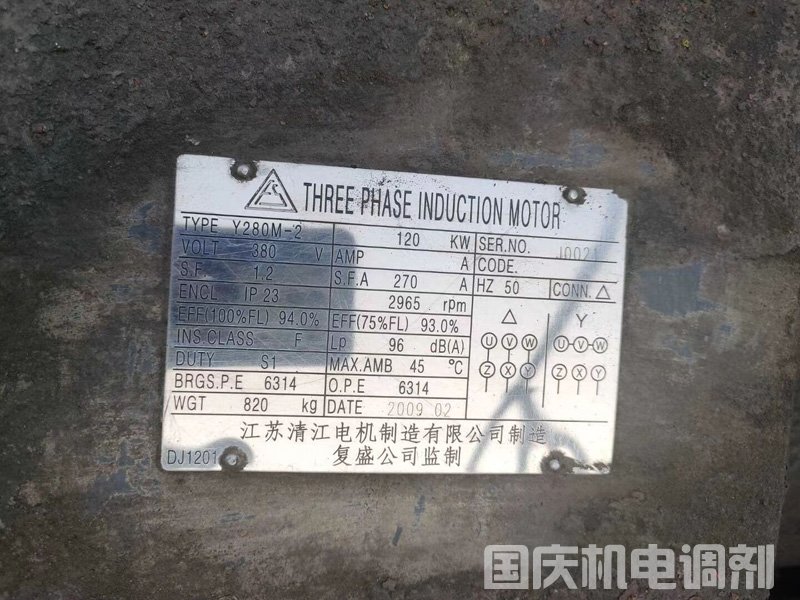 THREE PHASE INDUCTION MOTOR
TYPE Y280M-2 120 KW SER.NO. J0021
VOLT 380 V AMP A CODE.
S.F. 1.2 S.F.A 270 A HZ 50 CONN. △
ENCL IP 23 2965 rpm
EFF(100%FL) 94.0% EFF(75%FL) 93.0% △ Y
INS.CLASS F Lp 96 dB(A) U V W U V W
DUTY S1 MAX.AMB 45 ℃ Z X Y Z X Y
BRGS.P.E 6314 O.P.E 6314
WGT 820 kg DATE 2009 02
江苏清江电机制造有限公司制造
DJ1201 复盛公司监制
国庆机电调剂